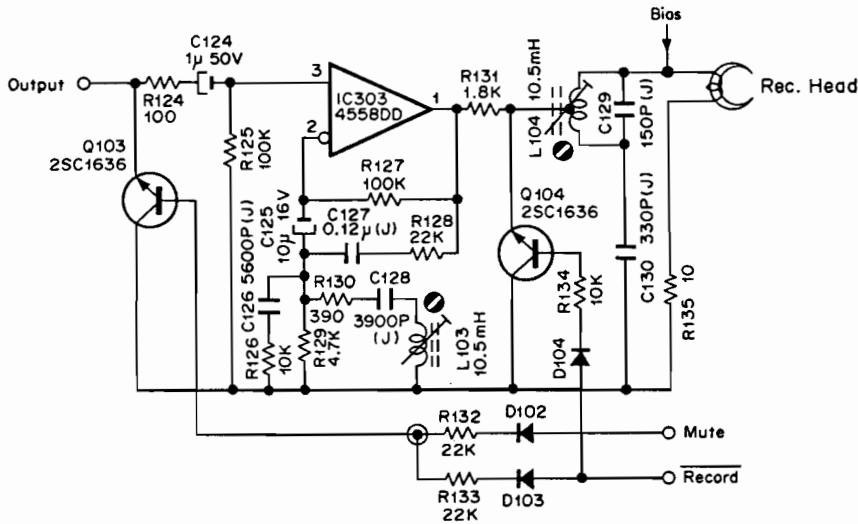 Bias
Output
C124
1μ 50V
R124
100
3
IC303
4558DD
1
2
R131
1.8K
10.5mH
L104
C129
150P(J)
Rec. Head
R125
100K
Q103
2SC1636
R127
100K
16V
10μ
C125
C127
0.12μ(J)
R128
22K
Q104
2SC1636
330P(J)
C130
R134
10K
R135 10
C126 5600P(J)
R126
10K
R130
390
C128
3900P
(J)
R129
4.7K
L103
10.5mH
D104
R132
22K
D102
Mute
R133
22K
D103
Record